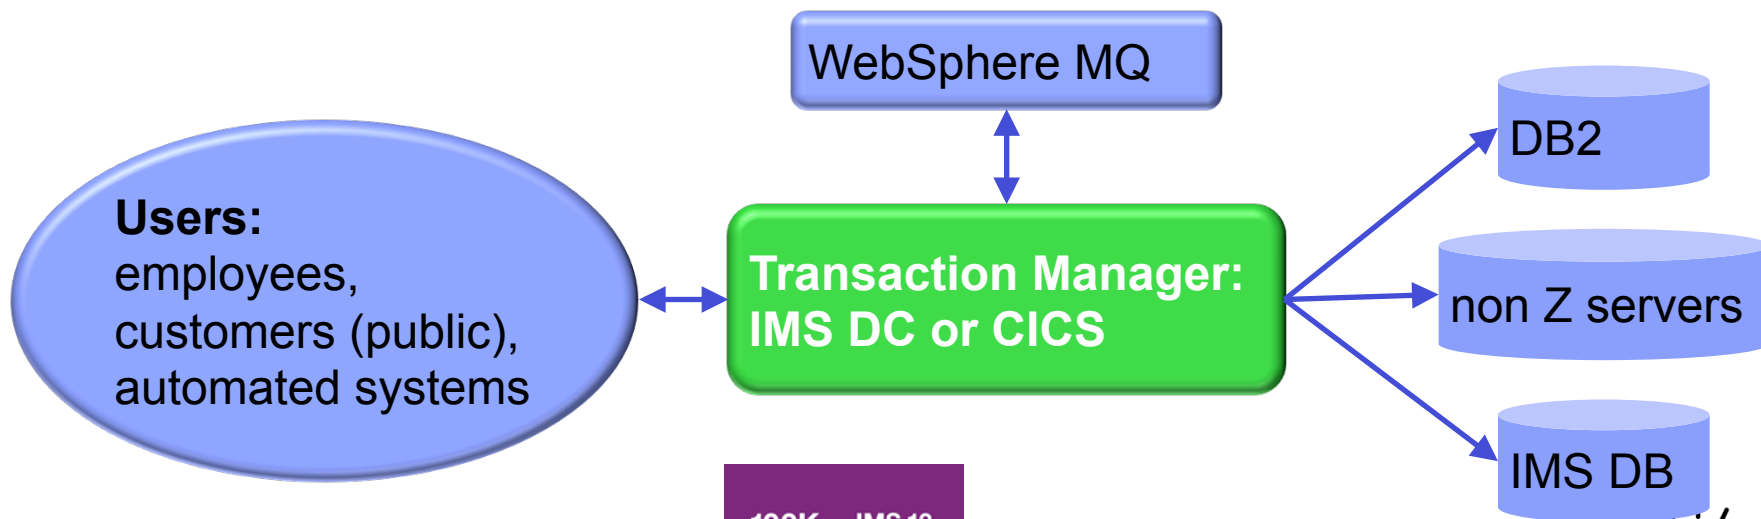 WebSphere MQ
DB2
Users:
employees,
customers (public),
automated systems
Transaction Manager:
IMS DC or CICS
non Z servers
IMS DB